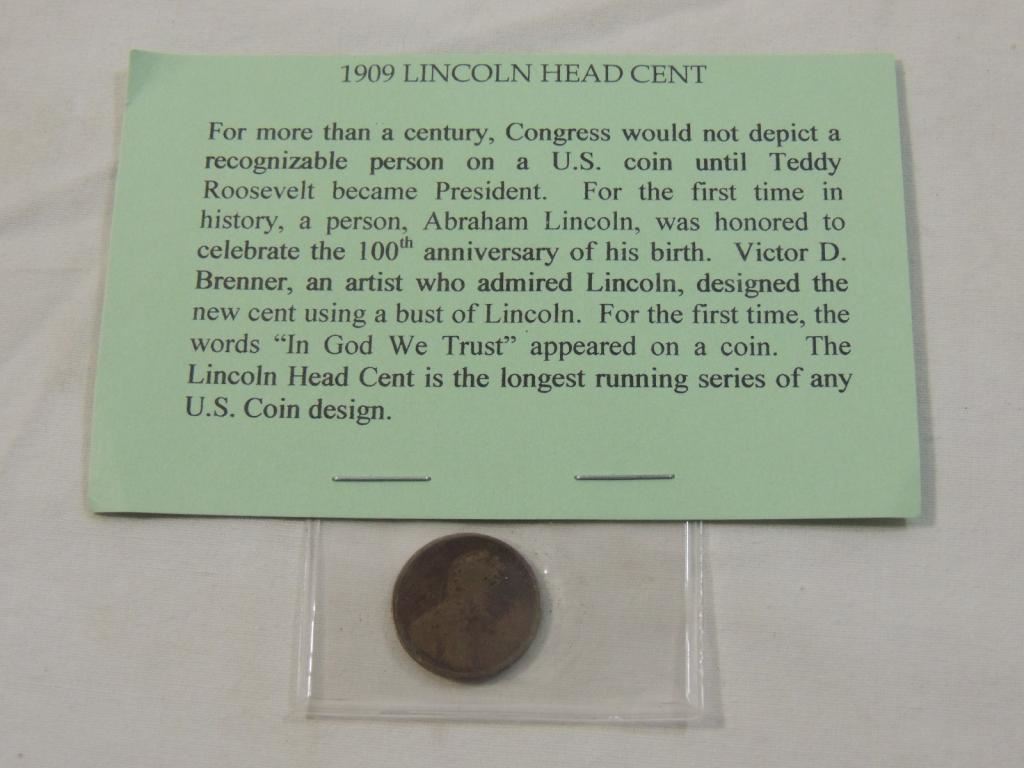 1909 LINCOLN HEAD CENT
For more than a century, Congress would not depict a
recognizable person on a U.S. coin until Teddy
Roosevelt became President. For the first time in
history, a person, Abraham Lincoln, was honored to
celebrate the 100th anniversary of his birth. Victor D.
Brenner, an artist who admired Lincoln, designed the
new cent using a bust of Lincoln. For the first time, the
words “In God We Trust” appeared on a coin. The
Lincoln Head Cent is the longest running series of any
U.S. Coin design.